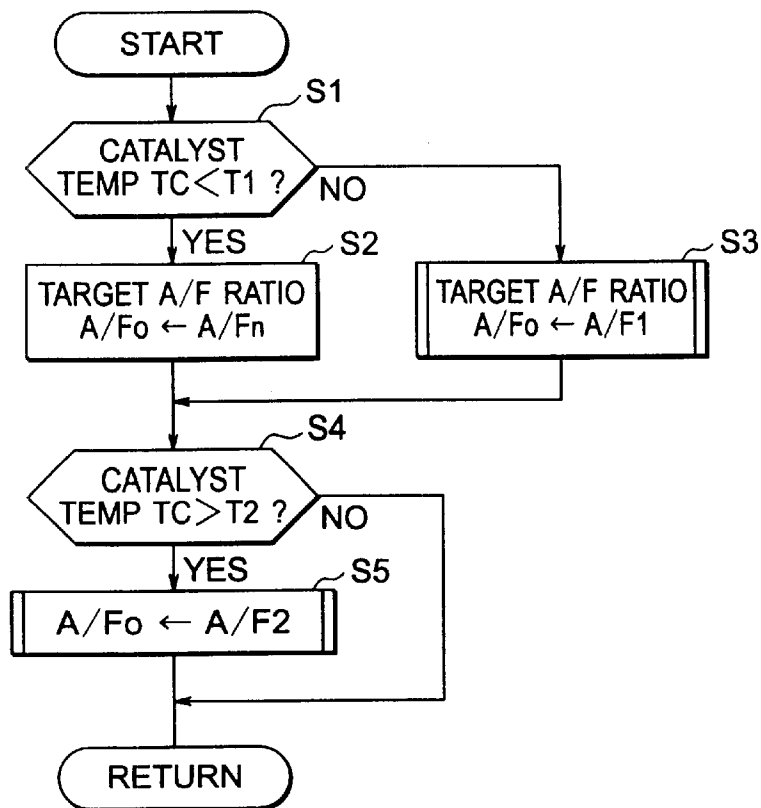 START
S1
CATALYST
TEMP TC<T1 ?
NO
YES
S2
TARGET A/F RATIO
A/Fo ← A/Fn
S3
TARGET A/F RATIO
A/Fo ← A/F1
S4
CATALYST
TEMP TC>T2 ?
NO
YES
S5
A/Fo ← A/F2
RETURN